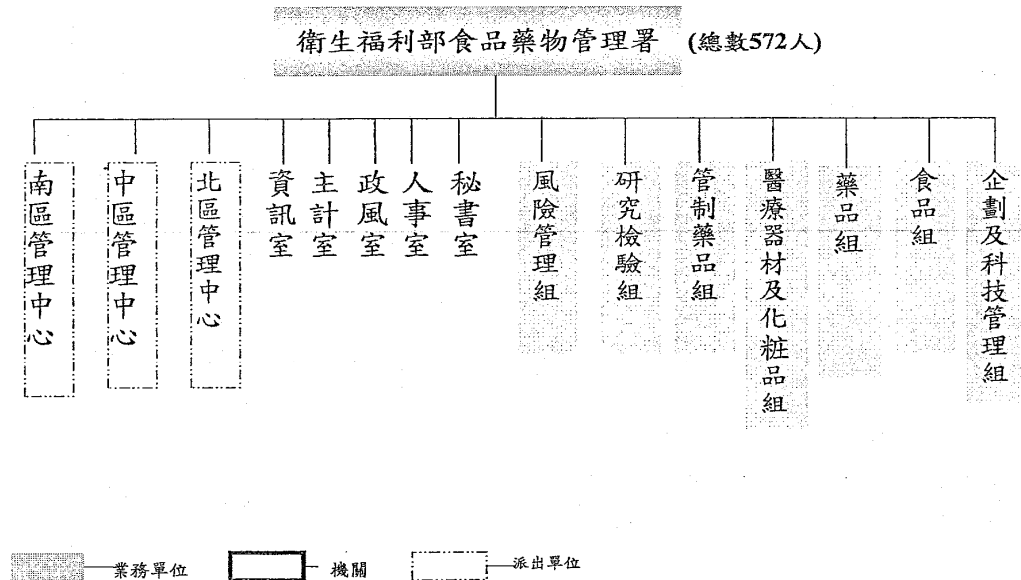 衛生福利部食品藥物管理署 (總數572人)
南區管理中心
中區管理中心
北區管理中心
資訊室
主計室
政風室
人事室
秘書室
風險管理組
研究檢驗組
管制藥品組
醫療器材及化粧品組
藥品組
食品組
企劃及科技管理組
業務單位
機關
派出單位